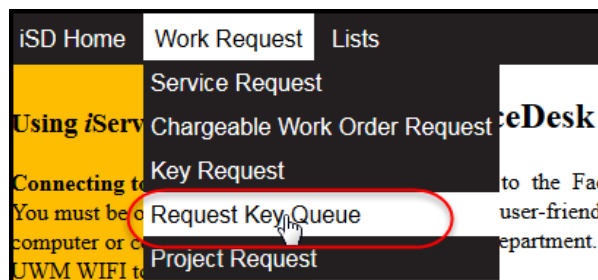 iSD Home Work Request Lists
Service Request
Using iServ eDesk
Chargeable Work Order Request
Key Request
Connecting to to the Fac
Request Key Queue
You must be o user-friend
computer or c epartment.
Project Request
UWM WIFI to